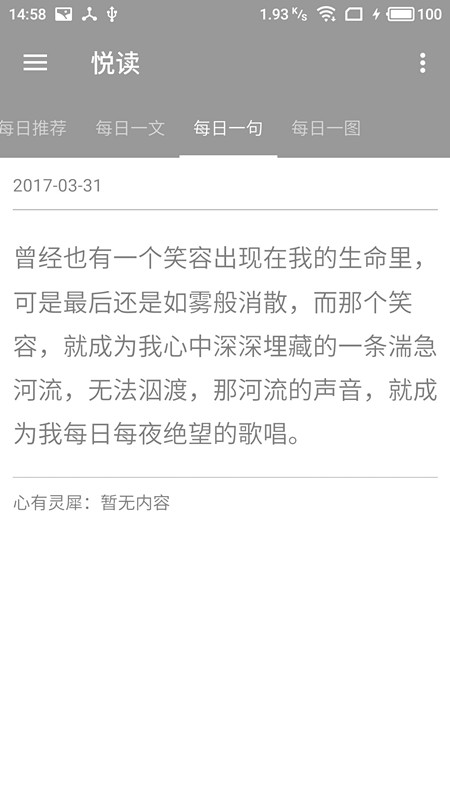 14:58 1.93 K/s 100
悦读
每日推荐 每日一文 每日一句 每日一图
2017-03-31
曾经也有一个笑容出现在我的生命里，
可是最后还是如雾般消散，而那个笑
容，就成为我心中深深埋藏的一条湍急
河流，无法泅渡，那河流的声音，就成
为我每日每夜绝望的歌唱。
心有灵犀：暂无内容